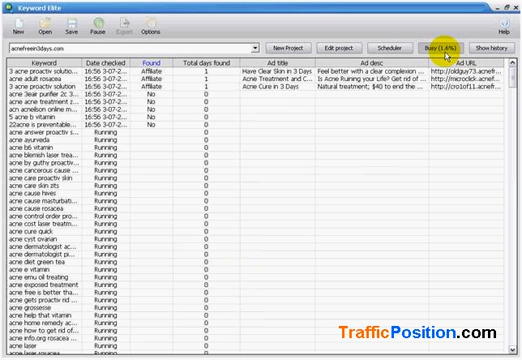 Keyword Elite
New Open Save Pause Export Options Help
acnefreein3days.com New Project Edit project Scheduler Busy (1.6%) Show history
Keyword Date checked Found Total days found Ad title Ad desc Ad URL
3 acne proactiv solutio... 16:56 3-07-2... Affiliate 1 Have Clear Skin in 3 Days Feel better with a clear complexion ... http://oldguy73.acnef...
acne adult rosacea 16:56 3-07-2... Affiliate 1 Acne Treatment and C... Is Acne Runing your Life? Get rid of ... http://microclick.acnef...
3 acne proactiv solution 16:56 3-07-2... Affiliate 1 Acne Cure in 3 Days Natural treatment; $40 to end the ... http://cro1of11.acnefr...
acne 3ear purifier 2c 3... 16:56 3-07-2... No 0
acne acne treatment z... 16:56 3-07-2... No 0
acn acneilson online m... 16:56 3-07-2... No 0
5 acne b vitamin 16:56 3-07-2... No 0
22acne is preventable... 16:56 3-07-2... No 0
acne answer proactiv s... Running 0
acne ayurveda Running 0
acne b6 vitamin Running 0
acne blemish laser trea... Running 0
acne by guthy proactiv... Running 0
acne cancerous cause ... Running 0
acne care proactiv skin Running 0
acne care skin zits Running 0
acne cause hives Running 0
acne cause masturbati... Running 0
acne cause rosacea Running 0
acne control order pro... Running 0
acne cost laser treatm... Running 0
acne cure quick Running 0
acne cyst ovarian Running 0
acne dermatologist ac... Running 0
acne dermatologist pi... Running 0
acne diet green tea Running 0
acne e vitamin Running 0
acne emu oil treating Running 0
acne exposed treatment Running 0
acne free is better tha... Running 0
acne gets proactiv rid ... Running 0
acne grossesse Running 0
acne help that vitamin Running 0
acne home remedy ac... Running 0
acne how to get rid of... Running 0
acne info.org rosacea ... Running 0
acne laser Running 0
acne laser rosacea Running 0
TrafficPosition.com